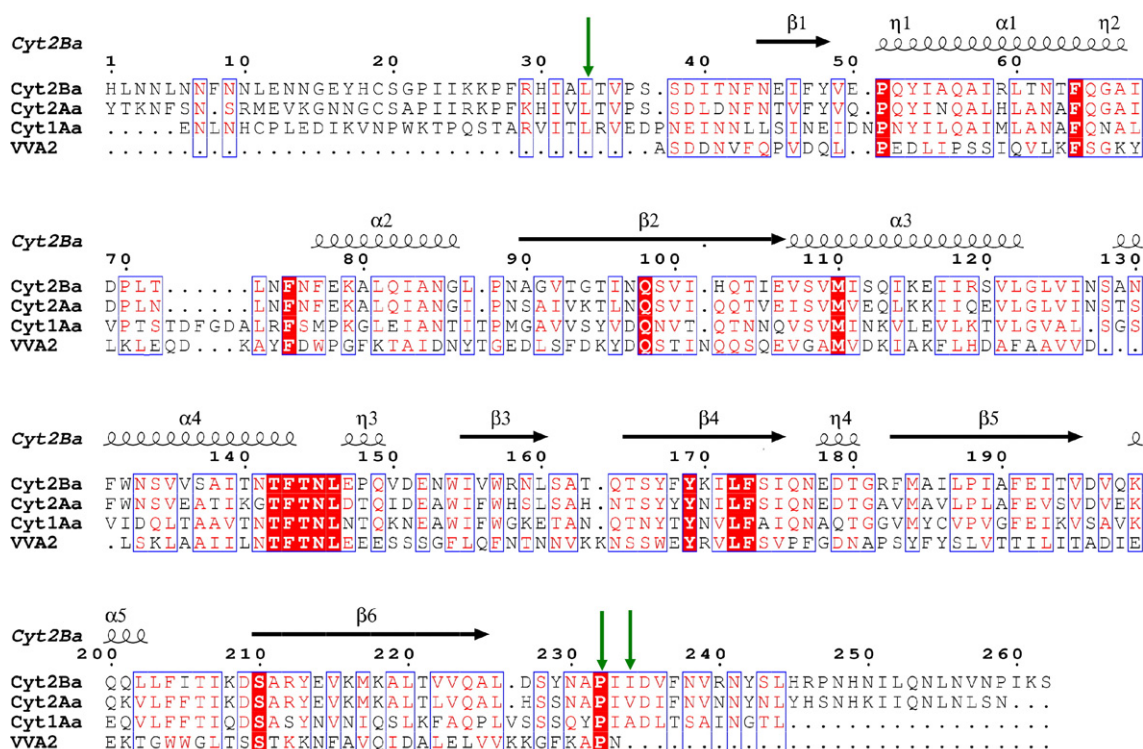 Cyt2Ba β1 η1 α1 η2
1 10 20 30 40 50 60
Cyt2Ba HLNNLNNFNNLENNGEYHCSGPIIKKPFRHIALTVPS.SDITNFNEIFYVE.PQYIAQAIRLTNTFQGAI
Cyt2Aa YTKNFSN.SRMEVKGNNGCSAPIIRKPFKHIVLTVPS.SDLDNFNTVFYVQ.PQYINQALHLANAFQGAI
Cyt1Aa .....ENLNHCPLEDIKVNPWKTPQSTARVITLRVEDPNEINNLLSINEIDNPNYILQAIMLANAFQNAL
VVA2 .....................................ASDDNVFQPVDQL..PEDLIPSSIQVLKFSGKY
Cyt2Ba α2 β2 α3
70 80 90 100 110 120 130
Cyt2Ba DPLT......LNFNFEKALQIANGL.PNAGVTGTINQSVI.HQTIEVSVMISQIKEIIRSVLGLVINSAN
Cyt2Aa DPLN......LNFNFEKALQIANGI.PNSAIVKTLNQSVI.QQTVEISVMVEQLKKIIQEVLGLVINSTS
Cyt1Aa VPTSTDFGDALRFSMPKGLEIANTITPMGAVVSYVDQNVT.QTNNQVSVMINKVLEVLKTVLGVAL.SGS
VVA2 LKLEQD...KAYFDWPGFKTAIDNYTGEDLSFDKYDQSTINQQSQEVGAMVDKIAKFLHDAFAAVVD...
Cyt2Ba α4 η3 β3 β4 η4 β5
140 150 160 170 180 190
Cyt2Ba FWNSVVSAITNTFTNLEPQVDENWIVWRNLSAT.QTSYFYKILFSIQNEDTGRFMAILPIAFEITVDVQK
Cyt2Aa FWNSVEATIKGTFTNLDTQIDEAWIFWHSLSAH.NTSYYYNILFSIQNEDTGAVMAVLPLAFEVSVDVEK
Cyt1Aa VIDQLTAAVTNTFTNLNTQKNEAWIFWGKETAN.QTNYTYNVLFAIQNAQTGGVMYCVPVGFEIKVSAVK
VVA2 .LSKLAAIILNTFTNLEEESSSGFLQFNTNNVKKNSSWEYRVLFSVPFGDNAPSYFYSLVTTILITADIE
Cyt2Ba α5 β6
200 210 220 230 240 250 260
Cyt2Ba QQLLFITIKDSARYEVKMKALTVVQAL.DSYNAPIIDVFNVRNYSLHRPNHNILQNLNVNPIKS
Cyt2Aa QKVLFFTIKDSARYEVKMKALTLVQAL.HSSNAPIVDIFNVNNYNLYHSNHKIIQNLNLSN...
Cyt1Aa EQVLFFTIQDSASYNVNIQSLKFAQPLVSSSQYPIADLTSAINGTL..................
VVA2 EKTGWWGLTSSTKKNFAVQIDALELVVKKGFKAPN.............................